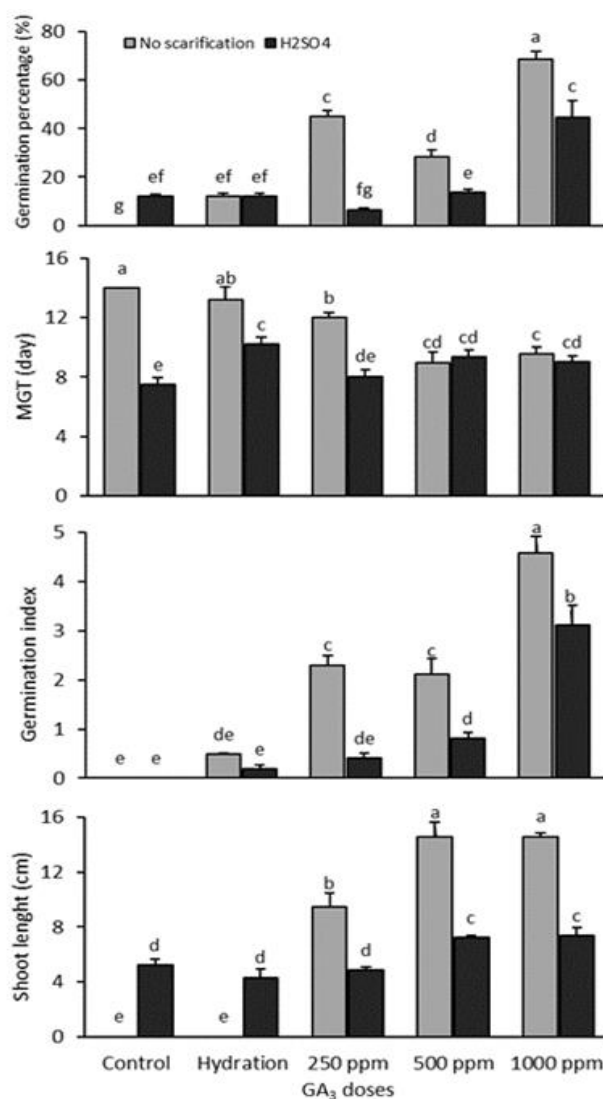 Germination percentage (%)
80
60
40
20
0
No scarification H2SO4
g ef ef ef c fg d e a c
MGT (day)
16
12
8
4
0
a e ab c b de cd cd c cd
Germination index
5
4
3
2
1
0
e e de e c de c d a b
Shoot lenght (cm)
16
12
8
4
0
e d e d b d a c a c
Control Hydration 250 ppm 500 ppm 1000 ppm
GA₃ doses